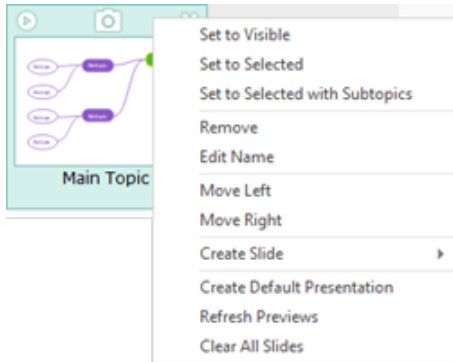 Set to Visible
Set to Selected
Set to Selected with Subtopics
Remove
Edit Name
Main Topic
Move Left
Move Right
Create Slide
Create Default Presentation
Refresh Previews
Clear All Slides